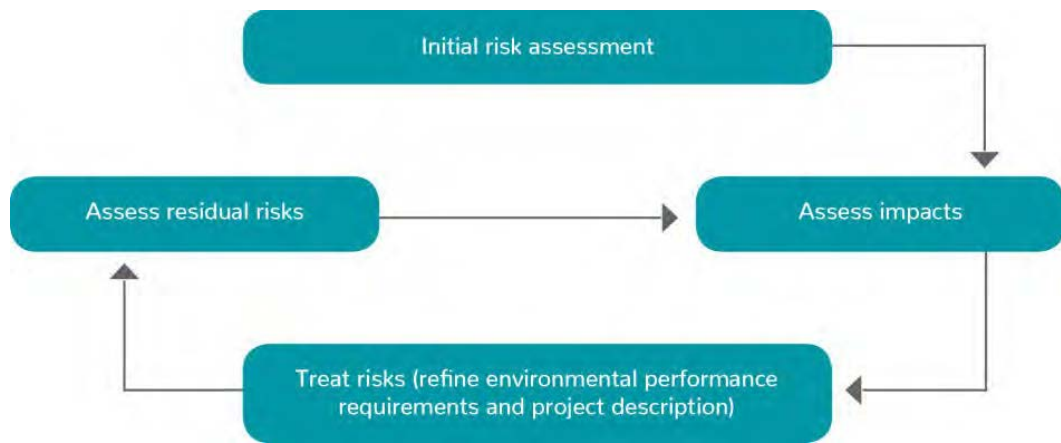 Initial risk assessment
Assess residual risks
Assess impacts
Treat risks (refine environmental performance
requirements and project description)